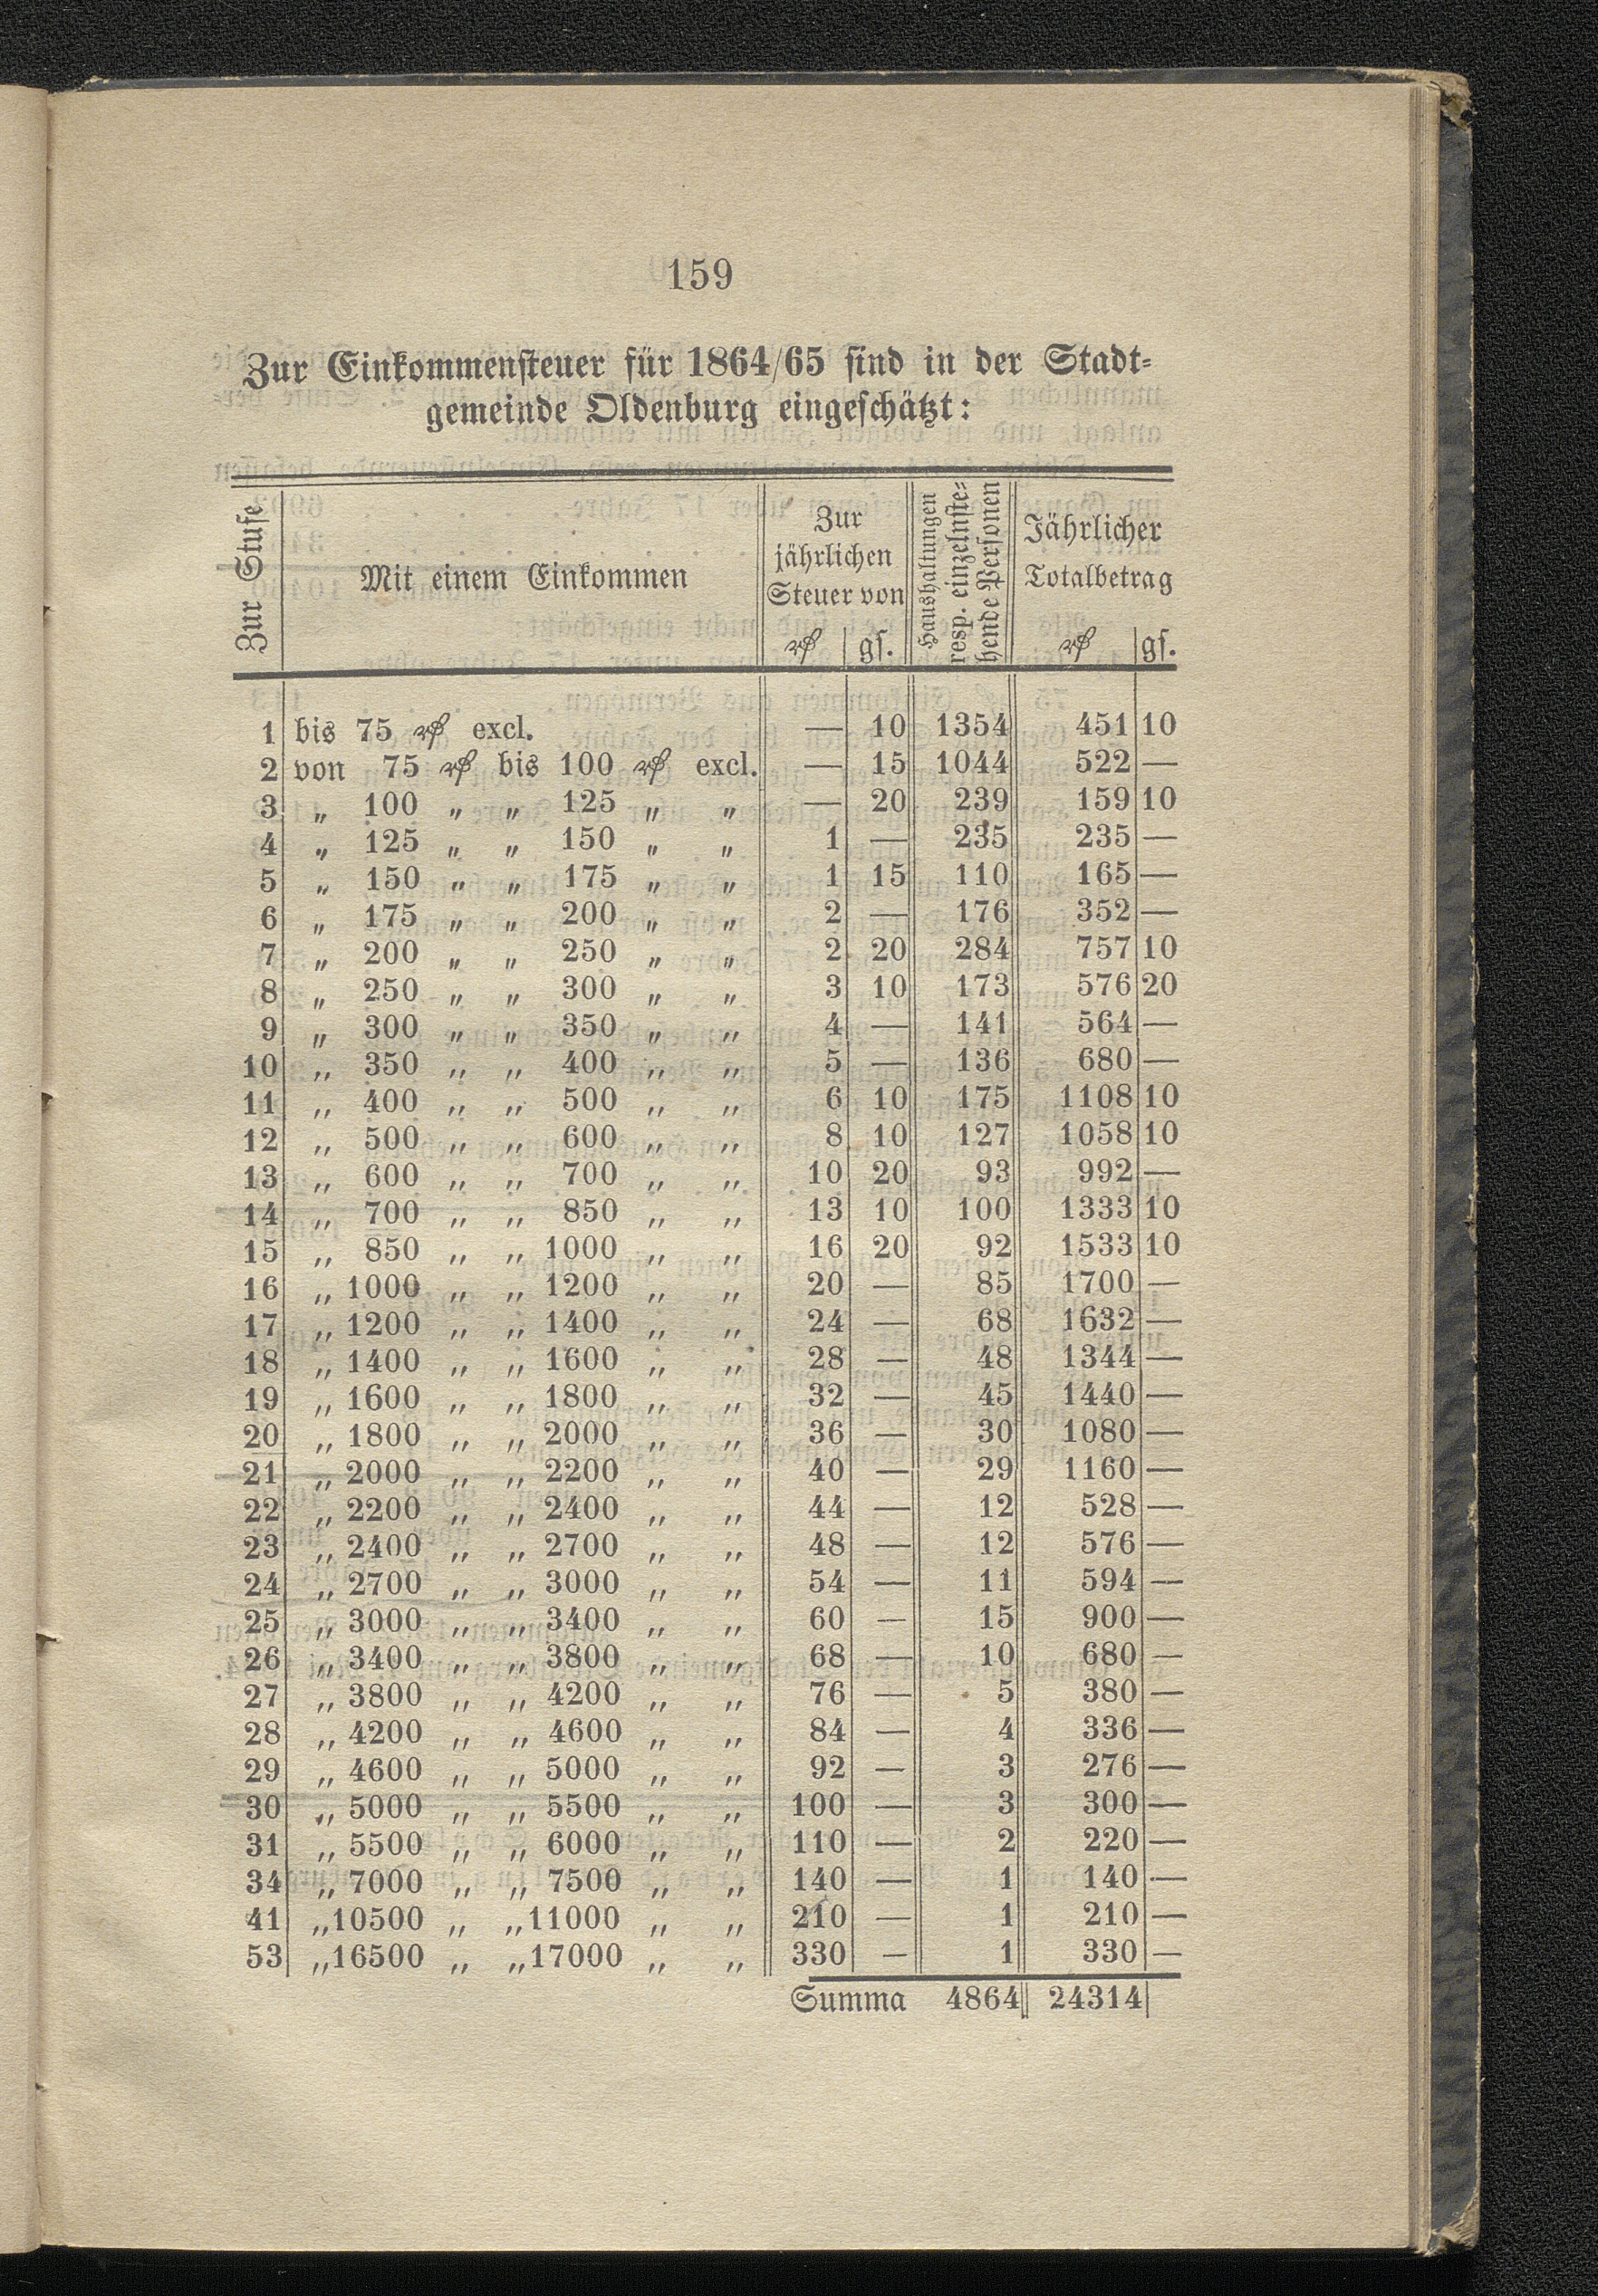 159
Zur Einkommensteuer für 1864/65 sind in der Stadt-
gemeinde Oldenburg eingeschätzt:
Zur Stufe | Mit einem Einkommen | Zur jährlichen Steuer von ₰ gs. | Haushaltungen resp. einzelnste-hende Personen | Jährlicher Totalbetrag ₰ gs.
1 bis 75 ₰ excl. — 10 1354 451 10
2 von 75 ₰ bis 100 ₰ excl. — 15 1044 522 —
3 „ 100 „ „ 125 „ „ — 20 239 159 10
4 „ 125 „ „ 150 „ „ 1 — 235 235 —
5 „ 150 „ „ 175 „ „ 1 15 110 165 —
6 „ 175 „ „ 200 „ „ 2 — 176 352 —
7 „ 200 „ „ 250 „ „ 2 20 284 757 10
8 „ 250 „ „ 300 „ „ 3 10 173 576 20
9 „ 300 „ „ 350 „ „ 4 — 141 564 —
10 „ 350 „ „ 400 „ „ 5 — 136 680 —
11 „ 400 „ „ 500 „ „ 6 10 175 1108 10
12 „ 500 „ „ 600 „ „ 8 10 127 1058 10
13 „ 600 „ „ 700 „ „ 10 20 93 992 —
14 „ 700 „ „ 850 „ „ 13 10 100 1333 10
15 „ 850 „ „ 1000 „ „ 16 20 92 1533 10
16 „ 1000 „ „ 1200 „ „ 20 — 85 1700 —
17 „ 1200 „ „ 1400 „ „ 24 — 68 1632 —
18 „ 1400 „ „ 1600 „ „ 28 — 48 1344 —
19 „ 1600 „ „ 1800 „ „ 32 — 45 1440 —
20 „ 1800 „ „ 2000 „ „ 36 — 30 1080 —
21 „ 2000 „ „ 2200 „ „ 40 — 29 1160 —
22 „ 2200 „ „ 2400 „ „ 44 — 12 528 —
23 „ 2400 „ „ 2700 „ „ 48 — 12 576 —
24 „ 2700 „ „ 3000 „ „ 54 — 11 594 —
25 „ 3000 „ „ 3400 „ „ 60 — 15 900 —
26 „ 3400 „ „ 3800 „ „ 68 — 10 680 —
27 „ 3800 „ „ 4200 „ „ 76 — 5 380 —
28 „ 4200 „ „ 4600 „ „ 84 — 4 336 —
29 „ 4600 „ „ 5000 „ „ 92 — 3 276 —
30 „ 5000 „ „ 5500 „ „ 100 — 3 300 —
31 „ 5500 „ „ 6000 „ „ 110 — 2 220 —
34 „ 7000 „ „ 7500 „ „ 140 — 1 140 —
41 „ 10500 „ „ 11000 „ „ 210 — 1 210 —
53 „ 16500 „ „ 17000 „ „ 330 — 1 330 —
Summa 4864 24314